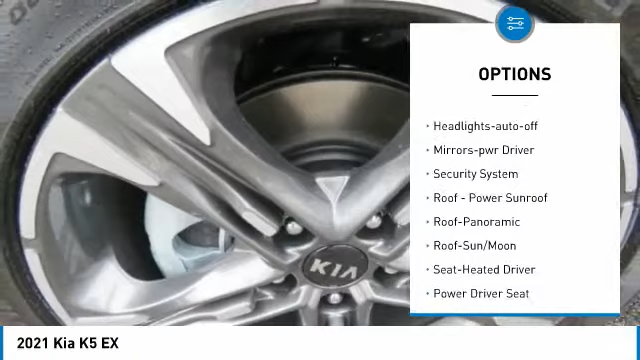 OPTIONS
• Headlights-auto-off
• Mirrors-pwr Driver
• Security System
• Roof - Power Sunroof
• Roof-Panoramic
• Roof-Sun/Moon
• Seat-Heated Driver
• Power Driver Seat
KIA
2021 Kia K5 EX